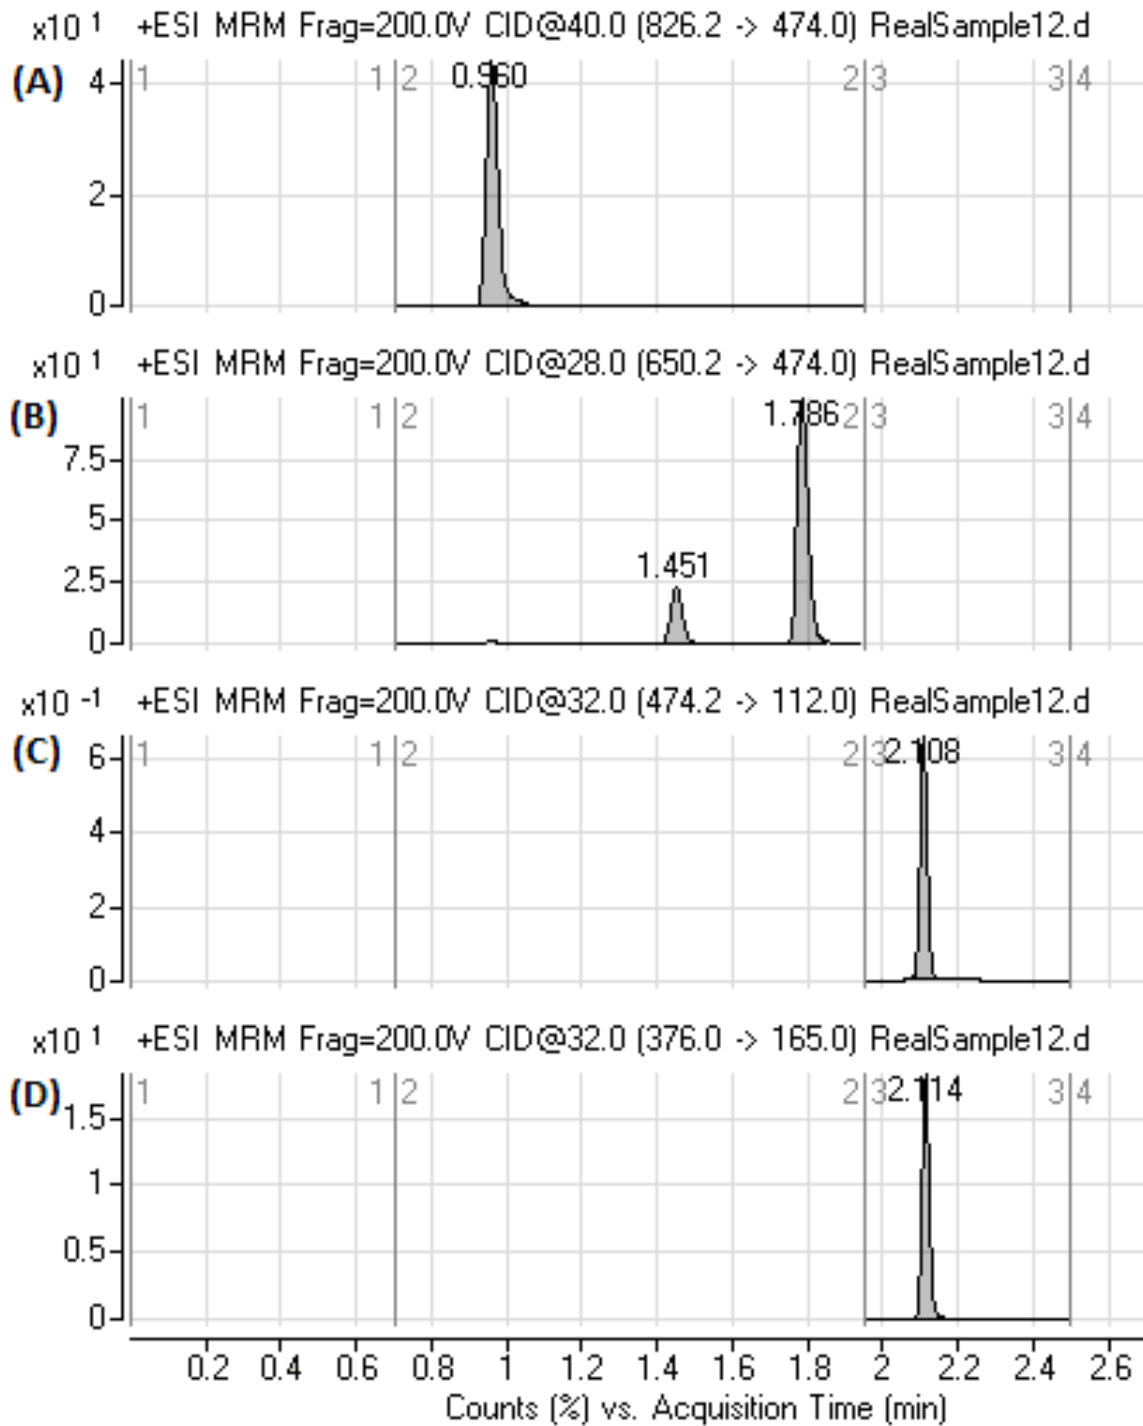 x10 1 +ESI MRM Frag=200.0V CID@40.0 (826.2 -> 474.0) RealSample12.d
(A) 4 1 1 2 0.960 2 3 3 4
2
0
x10 1 +ESI MRM Frag=200.0V CID@28.0 (650.2 -> 474.0) RealSample12.d
(B) 1 1 2 1.786 2 3 3 4
7.5
5
1.451
2.5
0
x10 -1 +ESI MRM Frag=200.0V CID@32.0 (474.2 -> 112.0) RealSample12.d
(C) 6 1 1 2 2 3 2.108 3 4
4
2
0
x10 1 +ESI MRM Frag=200.0V CID@32.0 (376.0 -> 165.0) RealSample12.d
(D) 1 1 2 2 3 2.114 3 4
1.5
1
0.5
0
0.2 0.4 0.6 0.8 1 1.2 1.4 1.6 1.8 2 2.2 2.4 2.6
Counts (%) vs. Acquisition Time (min)